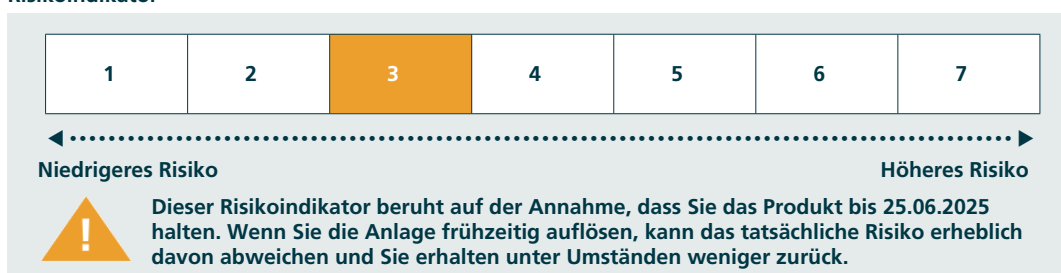 1 2 3 4 5 6 7
Niedrigeres Risiko Höheres Risiko
!
Dieser Risikoindikator beruht auf der Annahme, dass Sie das Produkt bis 25.06.2025
halten. Wenn Sie die Anlage frühzeitig auflösen, kann das tatsächliche Risiko erheblich
davon abweichen und Sie erhalten unter Umständen weniger zurück.